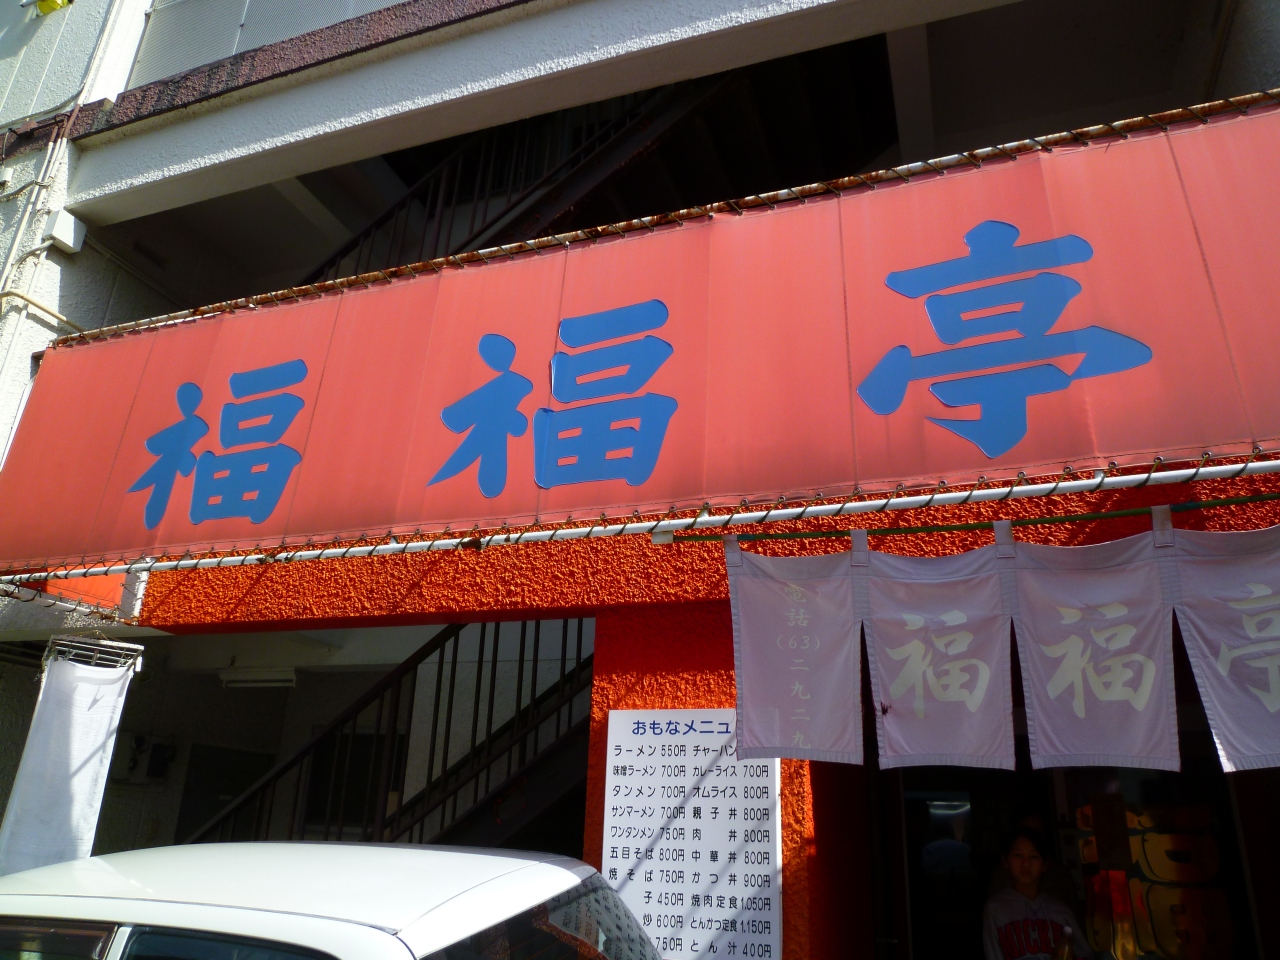 福福亭
電話(63)二九二九
福福亭
おもなメニュ
ラーメン 550円 チャーハン
味噌ラーメン 700円 カレーライス 700円
タンメン 700円 オムライス 800円
サンマーメン 700円 親子丼 800円
ワンタンメン 750円 肉丼 800円
五目そば 800円 中華丼 800円
焼そば 750円 かつ丼 900円
子 450円 焼肉定食 1,050円
炒 600円 とんかつ定食 1,150円
750円 とん汁 400円